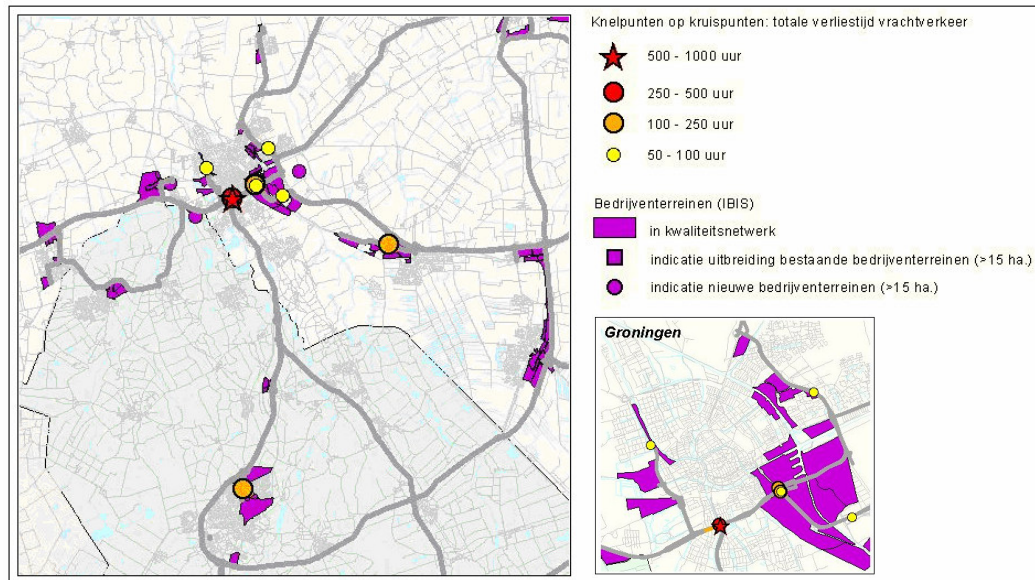 Knelpunten op kruispunten: totale verliestijd vrachtverkeer
500 - 1000 uur
250 - 500 uur
100 - 250 uur
50 - 100 uur
Bedrijventerreinen (IBIS)
in kwaliteitsnetwerk
indicatie uitbreiding bestaande bedrijventerreinen (>15 ha.)
indicatie nieuwe bedrijventerreinen (>15 ha.)
Groningen